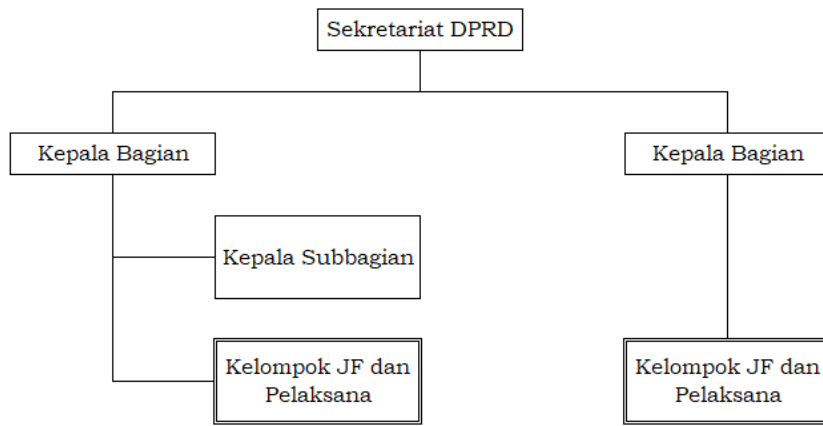 Sekretariat DPRD
Kepala Bagian
Kepala Bagian
Kepala Subbagian
Kelompok JF dan
Pelaksana
Kelompok JF dan
Pelaksana